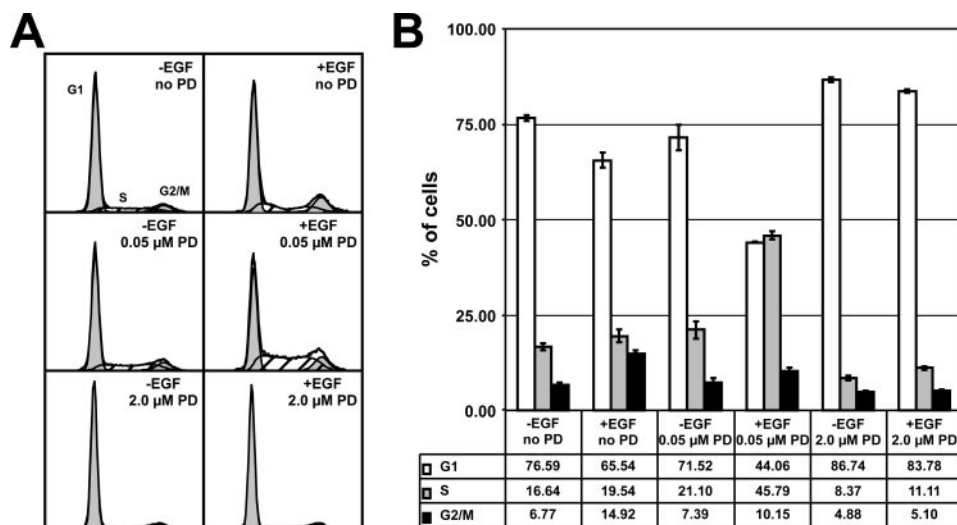 A
-EGF
no PD
+EGF
no PD
G1
S
G2/M
-EGF
0.05 µM PD
+EGF
0.05 µM PD
-EGF
2.0 µM PD
+EGF
2.0 µM PD
B
100.00
75.00
50.00
25.00
0.00
% of cells
-EGF +EGF -EGF +EGF -EGF +EGF
no PD no PD 0.05 µM PD 0.05 µM PD 2.0 µM PD 2.0 µM PD
G1 76.59 65.54 71.52 44.06 86.74 83.78
S 16.64 19.54 21.10 45.79 8.37 11.11
G2/M 6.77 14.92 7.39 10.15 4.88 5.10